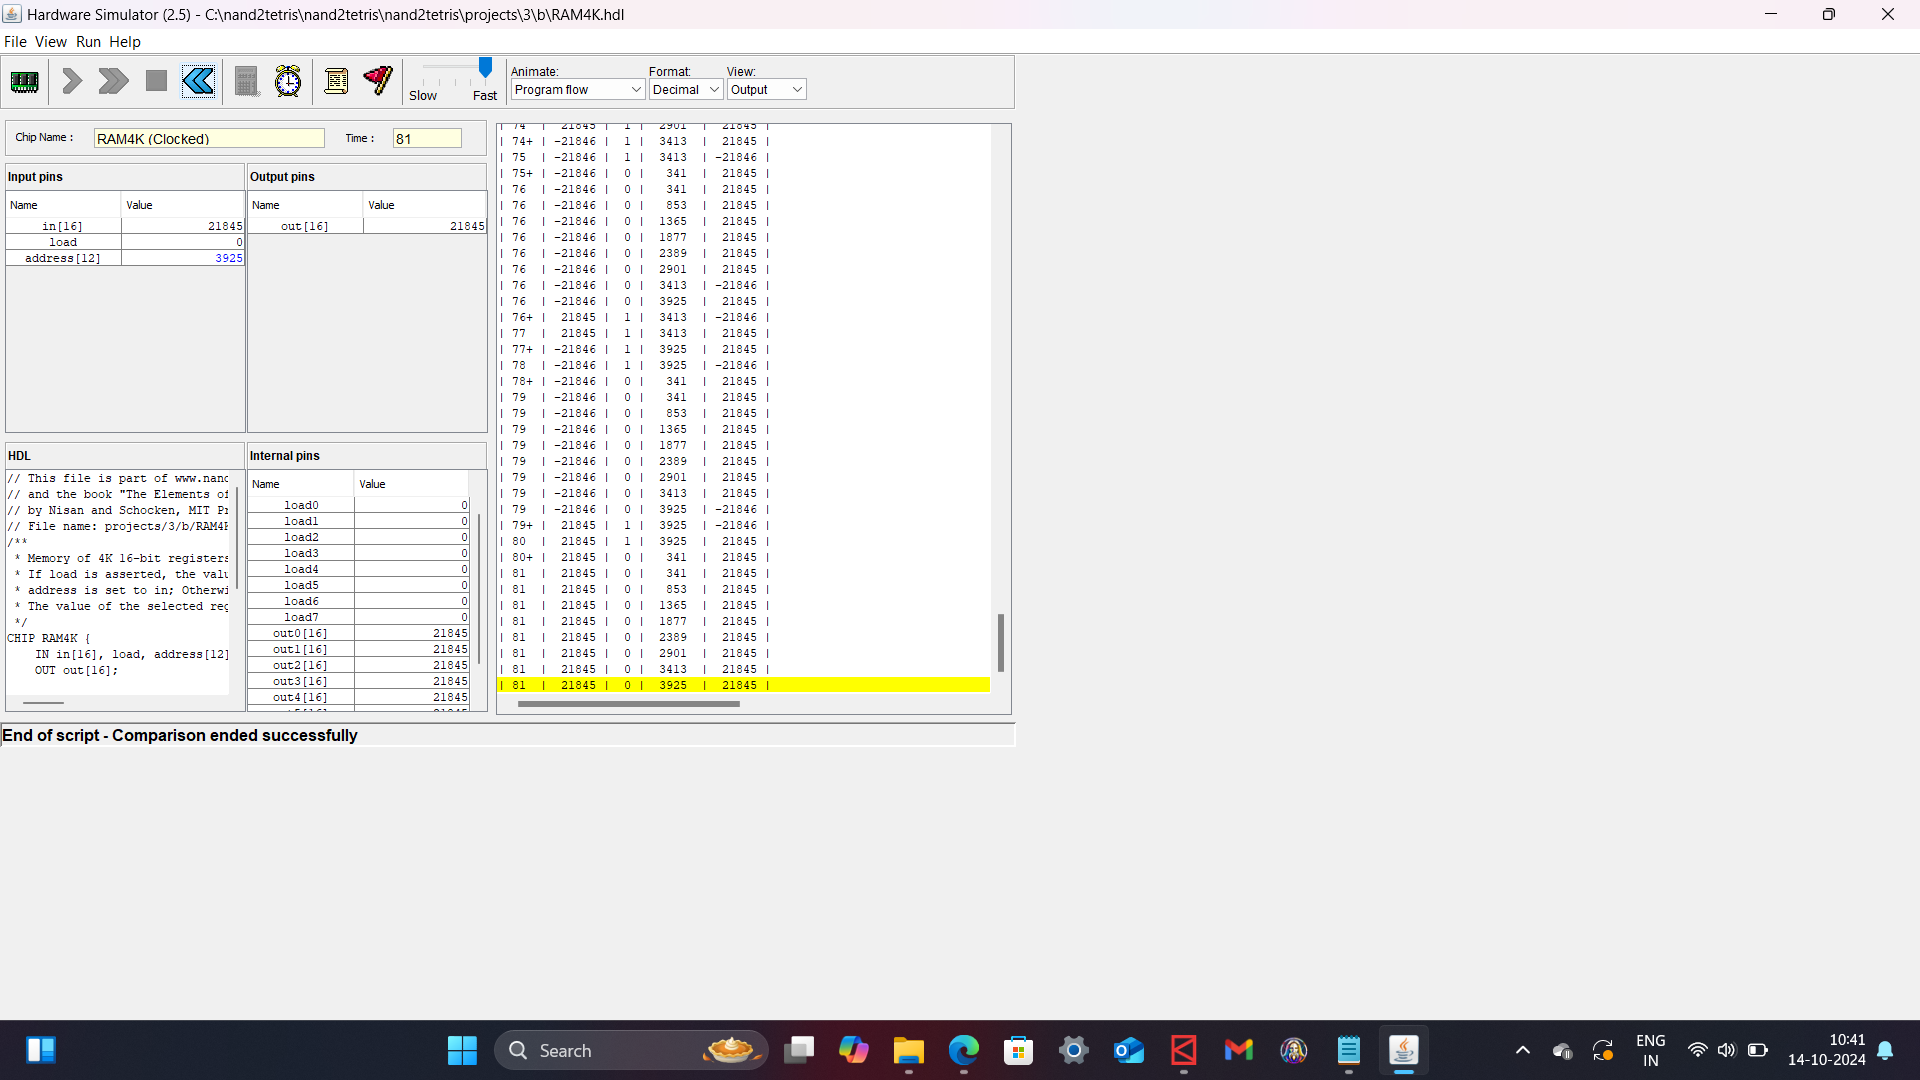 Hardware Simulator (2.5) - C:\nand2tetris\nand2tetris\nand2tetris\projects\3\b\RAM4K.hdl
File View Run Help
Slow Fast
Animate: Format: View:
Program flow Decimal Output
Chip Name : RAM4K (Clocked) Time : 81
Input pins
Name Value
in[16] 21845
load 0
address[12] 3925
Output pins
Name Value
out[16] 21845
HDL
// This file is part of www.nand
// and the book "The Elements of
// by Nisan and Schocken, MIT Pr
// File name: projects/3/b/RAM4K
/**
* Memory of 4K 16-bit registers
* If load is asserted, the valu
* address is set to in; Otherwi
* The value of the selected reg
*/
CHIP RAM4K {
IN in[16], load, address[12]
OUT out[16];
Internal pins
Name Value
load0 0
load1 0
load2 0
load3 0
load4 0
load5 0
load6 0
load7 0
out0[16] 21845
out1[16] 21845
out2[16] 21845
out3[16] 21845
out4[16] 21845
| 74 | 21845 | 1 | 2901 | 21845 |
| 74+ | -21846 | 1 | 3413 | 21845 |
| 75 | -21846 | 1 | 3413 | -21846 |
| 75+ | -21846 | 0 | 341 | 21845 |
| 76 | -21846 | 0 | 341 | 21845 |
| 76 | -21846 | 0 | 853 | 21845 |
| 76 | -21846 | 0 | 1365 | 21845 |
| 76 | -21846 | 0 | 1877 | 21845 |
| 76 | -21846 | 0 | 2389 | 21845 |
| 76 | -21846 | 0 | 2901 | 21845 |
| 76 | -21846 | 0 | 3413 | -21846 |
| 76 | -21846 | 0 | 3925 | 21845 |
| 76+ | 21845 | 1 | 3413 | -21846 |
| 77 | 21845 | 1 | 3413 | 21845 |
| 77+ | -21846 | 1 | 3925 | 21845 |
| 78 | -21846 | 1 | 3925 | -21846 |
| 78+ | -21846 | 0 | 341 | 21845 |
| 79 | -21846 | 0 | 341 | 21845 |
| 79 | -21846 | 0 | 853 | 21845 |
| 79 | -21846 | 0 | 1365 | 21845 |
| 79 | -21846 | 0 | 1877 | 21845 |
| 79 | -21846 | 0 | 2389 | 21845 |
| 79 | -21846 | 0 | 2901 | 21845 |
| 79 | -21846 | 0 | 3413 | 21845 |
| 79 | -21846 | 0 | 3925 | -21846 |
| 79+ | 21845 | 1 | 3925 | -21846 |
| 80 | 21845 | 1 | 3925 | 21845 |
| 80+ | 21845 | 0 | 341 | 21845 |
| 81 | 21845 | 0 | 341 | 21845 |
| 81 | 21845 | 0 | 853 | 21845 |
| 81 | 21845 | 0 | 1365 | 21845 |
| 81 | 21845 | 0 | 1877 | 21845 |
| 81 | 21845 | 0 | 2389 | 21845 |
| 81 | 21845 | 0 | 2901 | 21845 |
| 81 | 21845 | 0 | 3413 | 21845 |
| 81 | 21845 | 0 | 3925 | 21845 |
End of script - Comparison ended successfully
Search
ENG
IN
10:41
14-10-2024